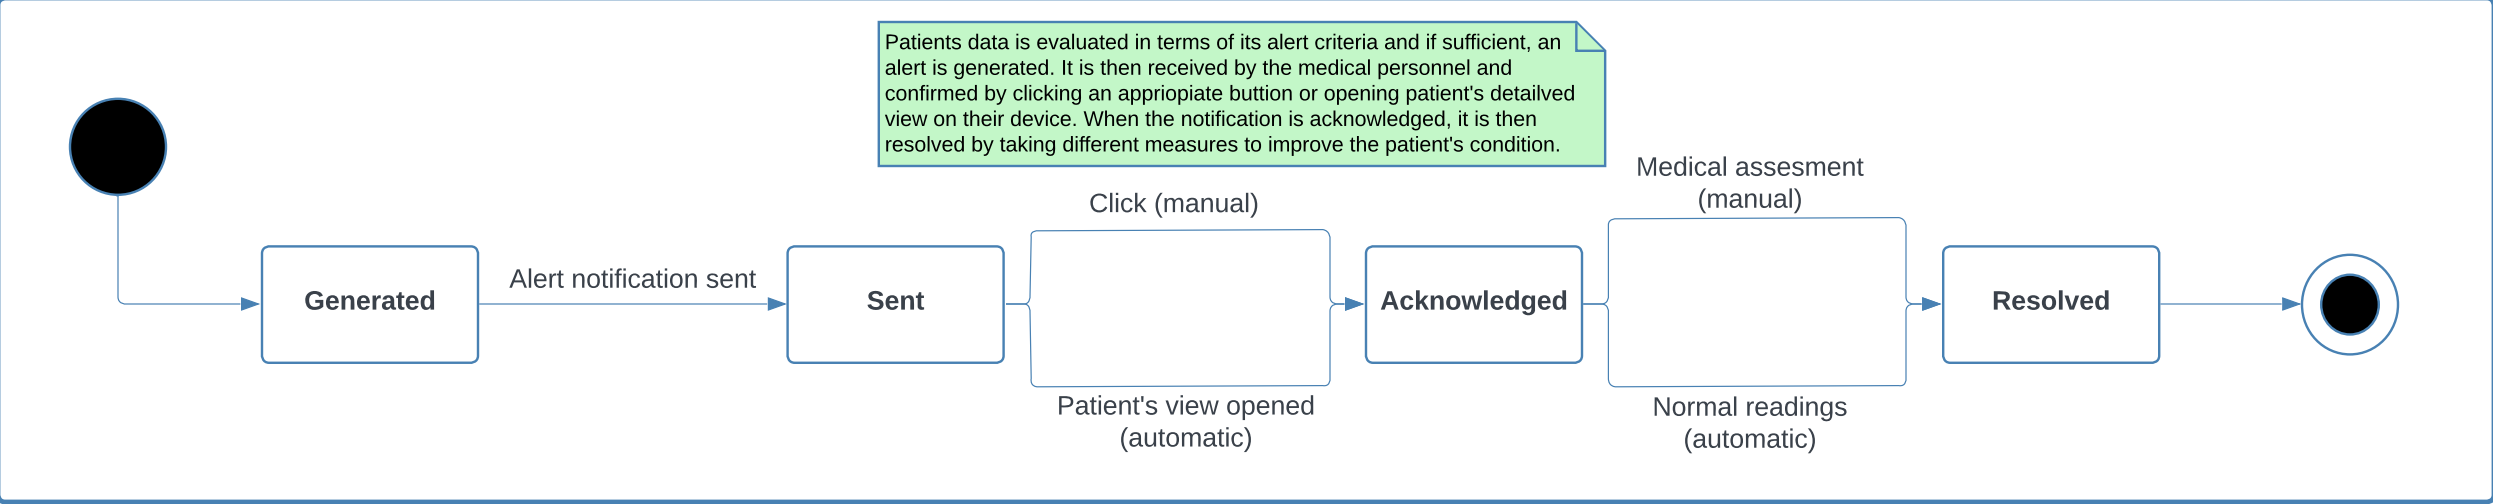 Patients data is evaluated in terms of its alert criteria and if sufficient, an
alert is generated. It is then received by the medical personnel and
confirmed by clicking an appriopiate buttion or opening patient's detailved
view on their device. When the notification is acknowledged, it is then
resolved by taking different measures to improve the patient's condition.
Medical assesment
(manual)
Click (manual)
Alert notification sent
Generated
Sent
Acknowledged
Resolved
Patient's view opened
(automatic)
Normal readings
(automatic)